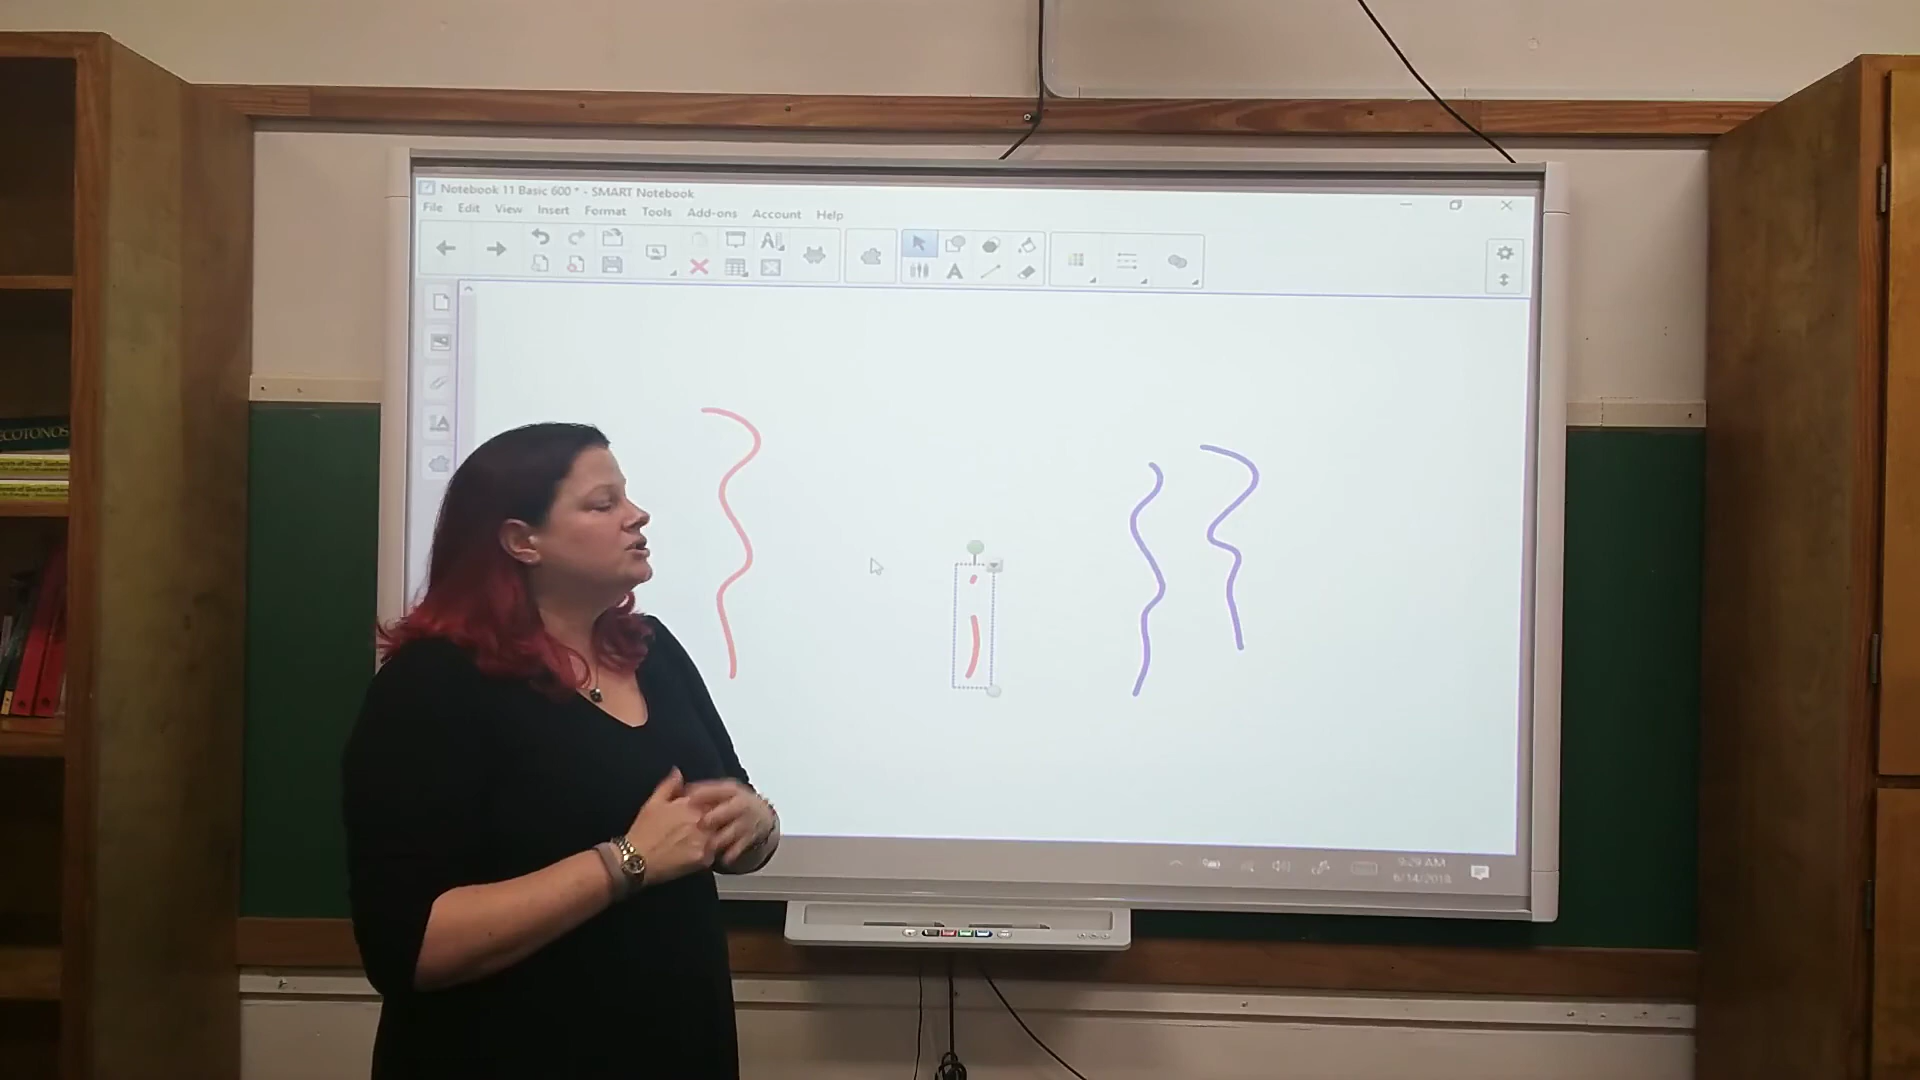 Notebook 11 Basic 600 * - SMART Notebook
File Edit View Insert Format Tools Add-ons Account Help
ECOTONOS
9:29 AM
6/14/2018